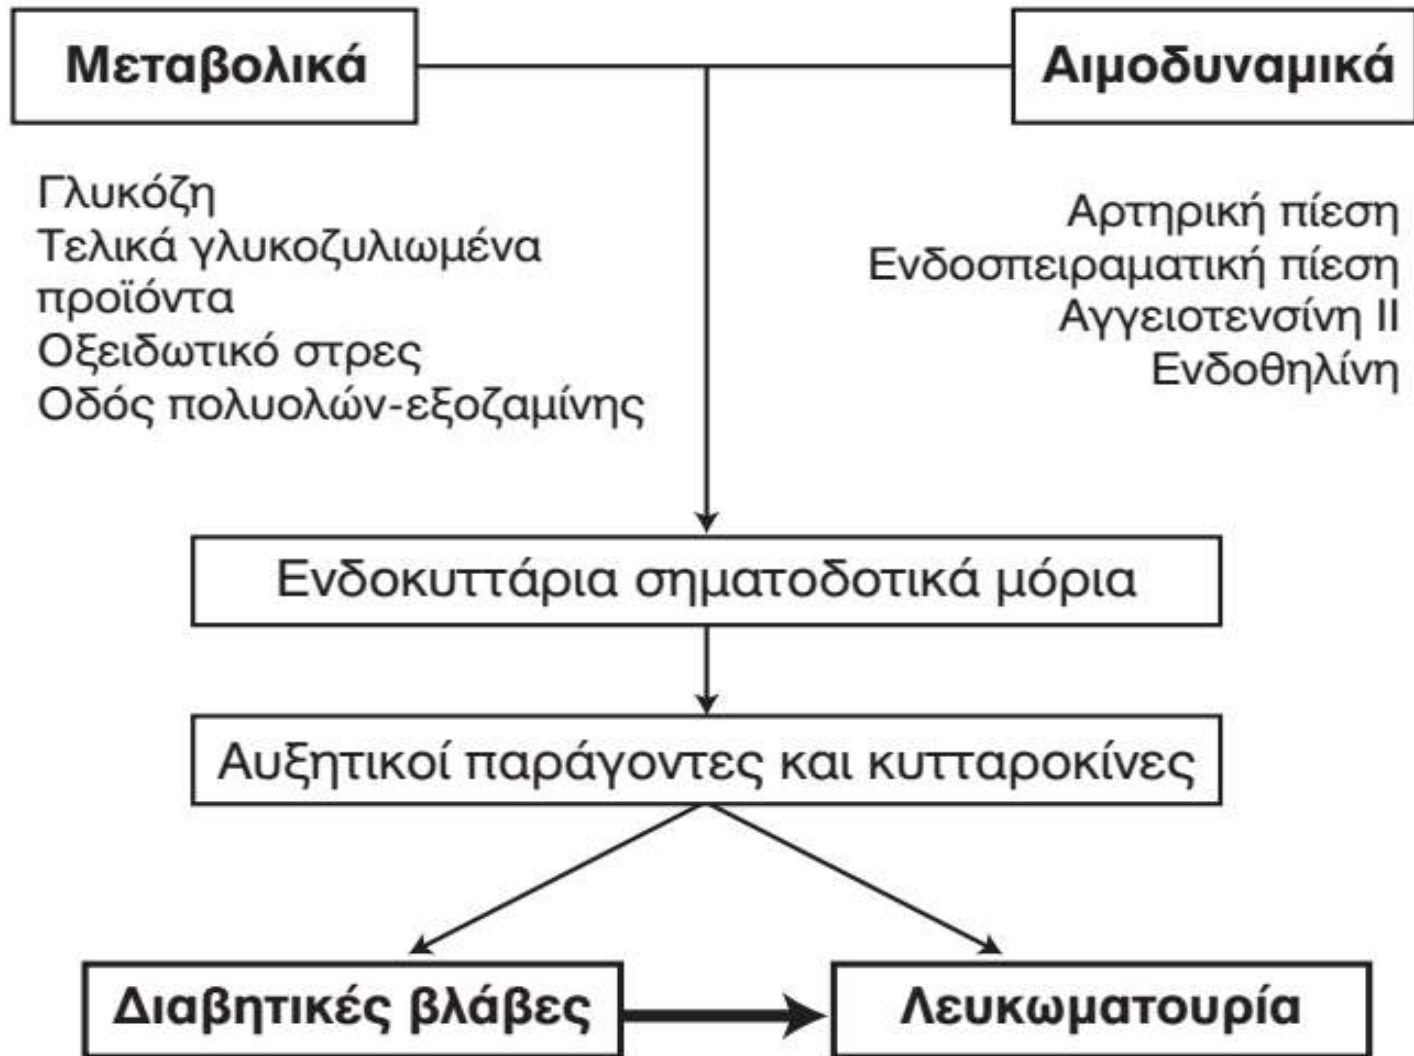 Μεταβολικά
Αιμοδυναμικά
Γλυκόζη
Τελικά γλυκοζυλιωμένα
προϊόντα
Οξειδωτικό στρες
Οδός πολυολών-εξοζαμίνης
Αρτηρική πίεση
Ενδοσπειραματική πίεση
Αγγειοτενσίνη II
Ενδοθηλίνη
Ενδοκυττάρια σηματοδοτικά μόρια
Αυξητικοί παράγοντες και κυτταροκίνες
Διαβητικές βλάβες
Λευκωματουρία